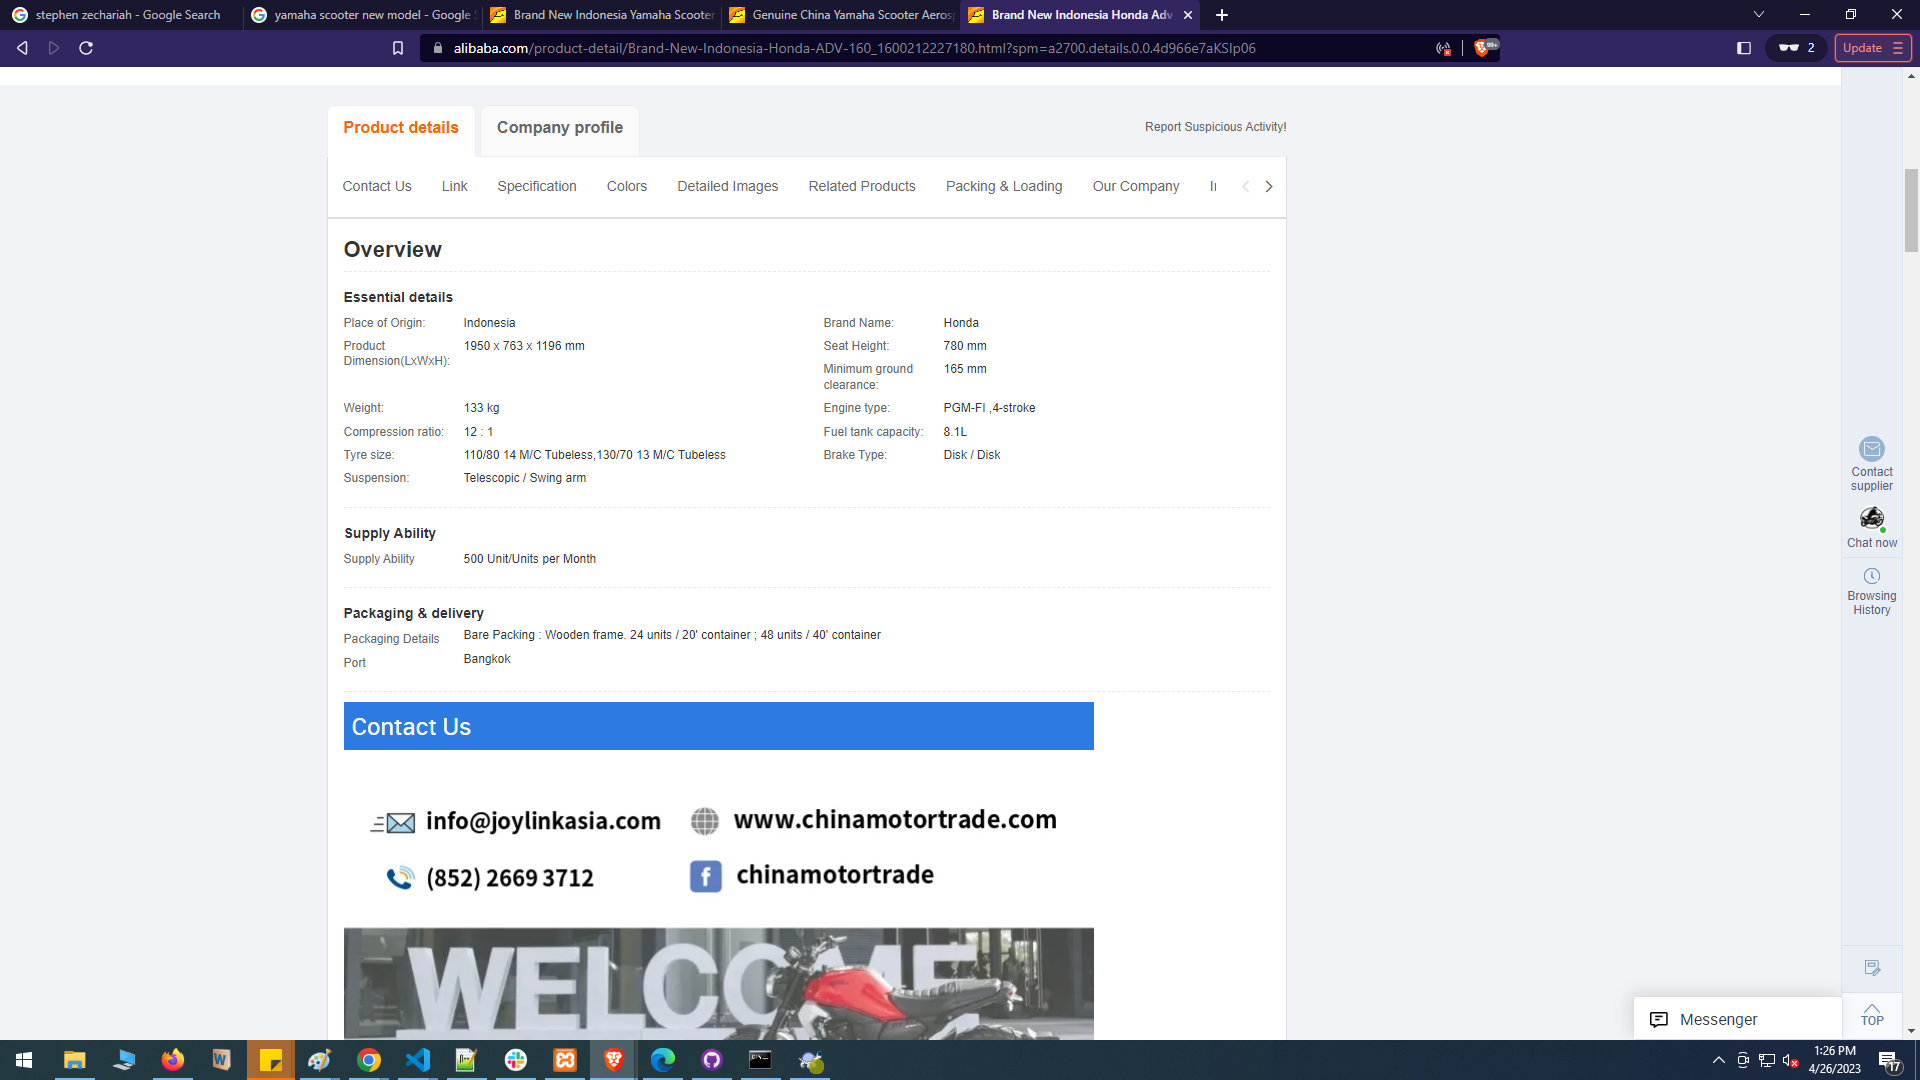 stephen zechariah - Google Search
yamaha scooter new model - Google S
Brand New Indonesia Yamaha Scooter
Genuine China Yamaha Scooter Aeros
Brand New Indonesia Honda Adv
alibaba.com/product-detail/Brand-New-Indonesia-Honda-ADV-160_1600212227180.html?spm=a2700.details.0.0.4d966e7aKSIp06
99+
2
Update
Product details
Company profile
Report Suspicious Activity!
Contact Us
Link
Specification
Colors
Detailed Images
Related Products
Packing & Loading
Our Company
Overview
Essential details
Place of Origin: Indonesia
Brand Name: Honda
Product Dimension(LxWxH): 1950 x 763 x 1196 mm
Seat Height: 780 mm
Minimum ground clearance: 165 mm
Weight: 133 kg
Engine type: PGM-FI ,4-stroke
Compression ratio: 12 : 1
Fuel tank capacity: 8.1L
Tyre size: 110/80 14 M/C Tubeless,130/70 13 M/C Tubeless
Brake Type: Disk / Disk
Suspension: Telescopic / Swing arm
Supply Ability
Supply Ability 500 Unit/Units per Month
Packaging & delivery
Packaging Details Bare Packing : Wooden frame. 24 units / 20' container ; 48 units / 40' container
Port Bangkok
Contact Us
info@joylinkasia.com
www.chinamotortrade.com
(852) 2669 3712
chinamotortrade
WELCOME
Contact
supplier
Chat now
Browsing
History
TOP
Messenger
1:26 PM
4/26/2023
17